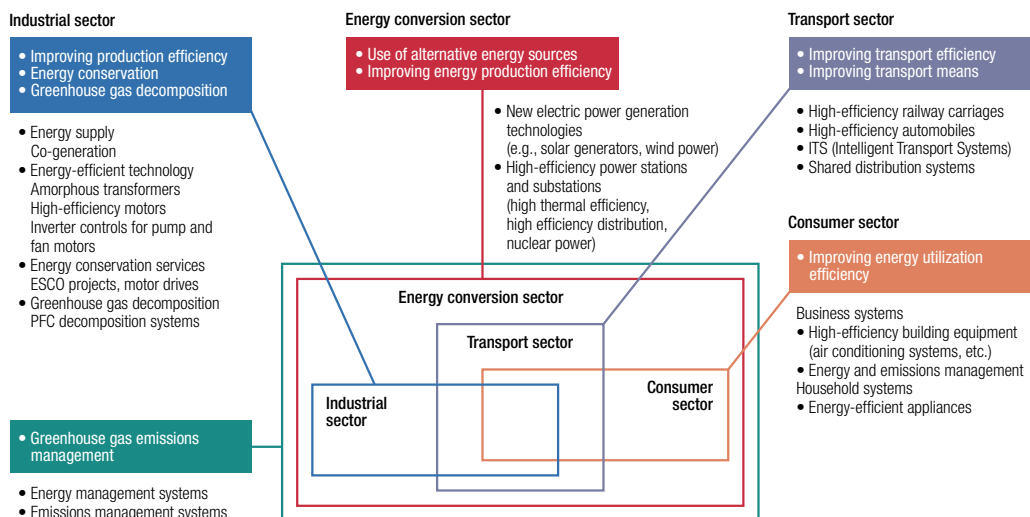 Industrial sector
• Improving production efficiency
• Energy conservation
• Greenhouse gas decomposition
• Energy supply
Co-generation
• Energy-efficient technology
Amorphous transformers
High-efficiency motors
Inverter controls for pump and
fan motors
• Energy conservation services
ESCO projects, motor drives
• Greenhouse gas decomposition
PFC decomposition systems
• Greenhouse gas emissions
management
• Energy management systems
• Emissions management systems
Energy conversion sector
• Use of alternative energy sources
• Improving energy production efficiency
• New electric power generation
technologies
(e.g., solar generators, wind power)
• High-efficiency power stations
and substations
(high thermal efficiency,
high efficiency distribution,
nuclear power)
Energy conversion sector
Transport sector
Industrial
sector
Consumer
sector
Transport sector
• Improving transport efficiency
• Improving transport means
• High-efficiency railway carriages
• High-efficiency automobiles
• ITS (Intelligent Transport Systems)
• Shared distribution systems
Consumer sector
• Improving energy utilization
efficiency
Business systems
• High-efficiency building equipment
(air conditioning systems, etc.)
• Energy and emissions management
Household systems
• Energy-efficient appliances